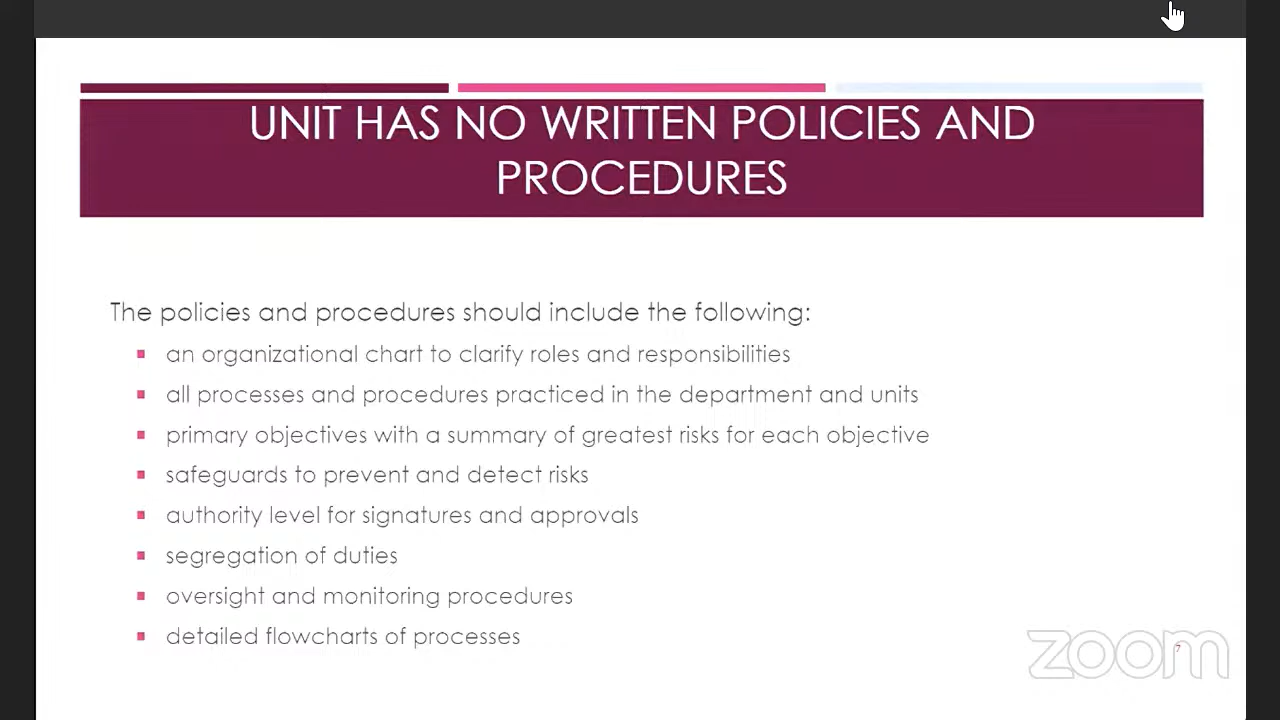 UNIT HAS NO WRITTEN POLICIES AND
PROCEDURES
The policies and procedures should include the following:
an organizational chart to clarify roles and responsibilities
all processes and procedures practiced in the department and units
primary objectives with a summary of greatest risks for each objective
safeguards to prevent and detect risks
authority level for signatures and approvals
segregation of duties
oversight and monitoring procedures
detailed flowcharts of processes
zoom
7